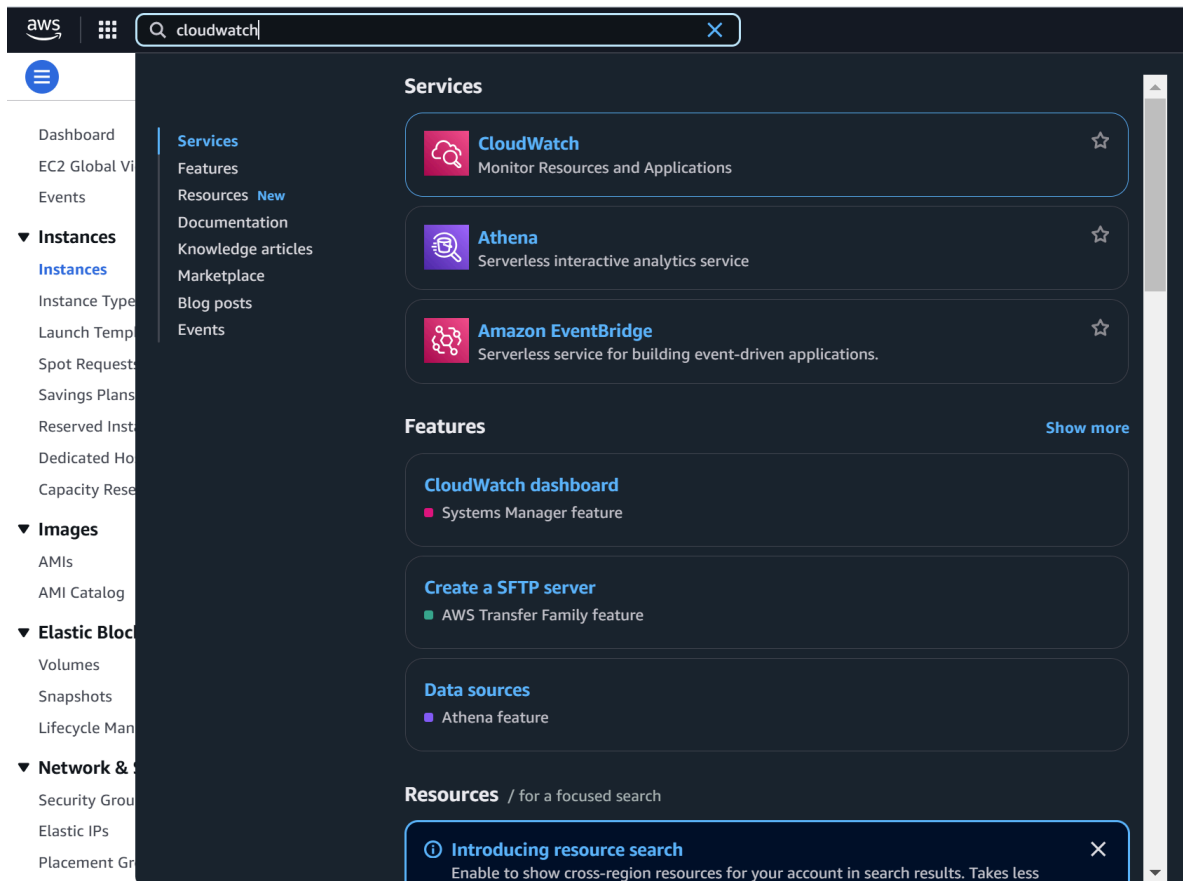 aws
cloudwatch
Dashboard
EC2 Global Vi
Events
Instances
Instances
Instance Type
Launch Templ
Spot Requests
Savings Plans
Reserved Inst
Dedicated Ho
Capacity Rese
Images
AMIs
AMI Catalog
Elastic Bloc
Volumes
Snapshots
Lifecycle Man
Network & S
Security Grou
Elastic IPs
Placement Gr
Services
Features
Resources New
Documentation
Knowledge articles
Marketplace
Blog posts
Events
Services
CloudWatch
Monitor Resources and Applications
Athena
Serverless interactive analytics service
Amazon EventBridge
Serverless service for building event-driven applications.
Features
Show more
CloudWatch dashboard
Systems Manager feature
Create a SFTP server
AWS Transfer Family feature
Data sources
Athena feature
Resources / for a focused search
Introducing resource search
Enable to show cross-region resources for your account in search results. Takes less